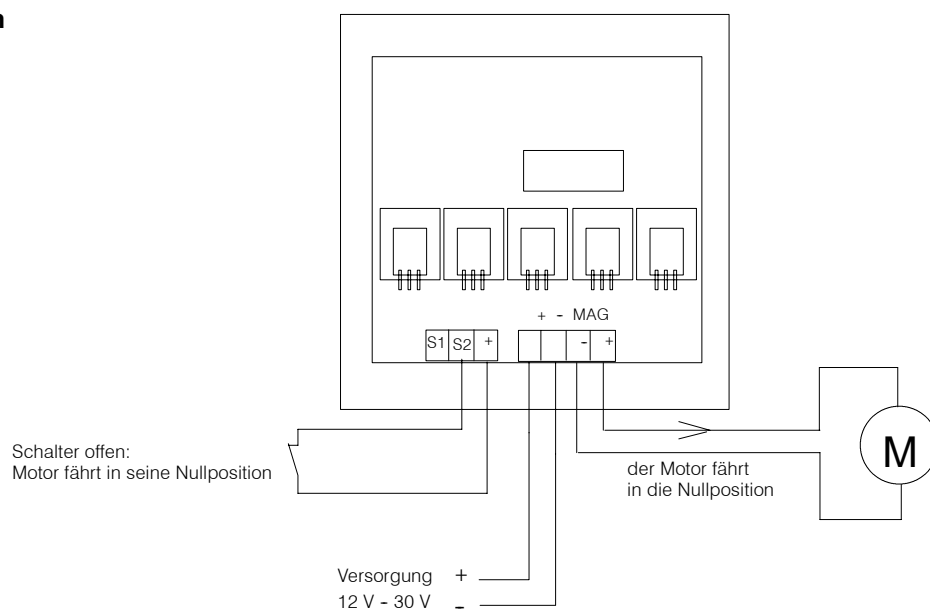 n
+ - MAG
S1 S2 +
- +
Schalter offen:
Motor fährt in seine Nullposition
der Motor fährt
in die Nullposition
M
Versorgung +
12 V - 30 V -